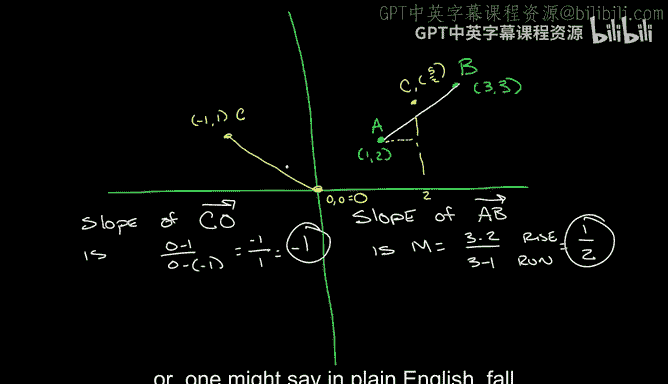 GPT中英字幕课程资源@bilibili
GPT中英字幕课程资源 bilibili
C, (5/2)
B
(3,3)
(-1,1) C
A
(1,2)
0,0=O
2
SLOPE OF CO
IS 0-1/0-(-1) = -1/1 = -1
SLOPE OF AB
IS M= 3-2/3-1 RISE/RUN = 1/2
or, one might say in plain English, fall